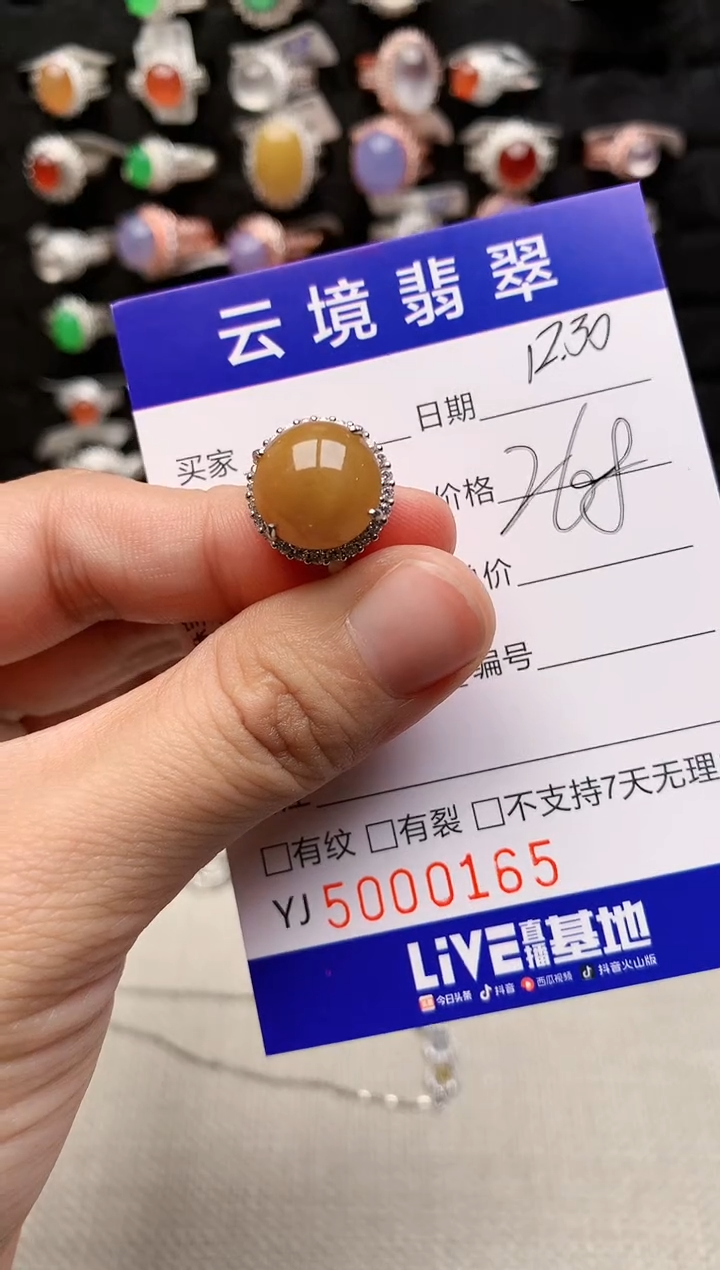 云境翡翠
日期 12.30
买家
价格 268
价
编号
□有纹 □有裂 □不支持7天无理
YJ 5000165
LiVE直播基地
今日头条 抖音 西瓜视频 抖音火山版